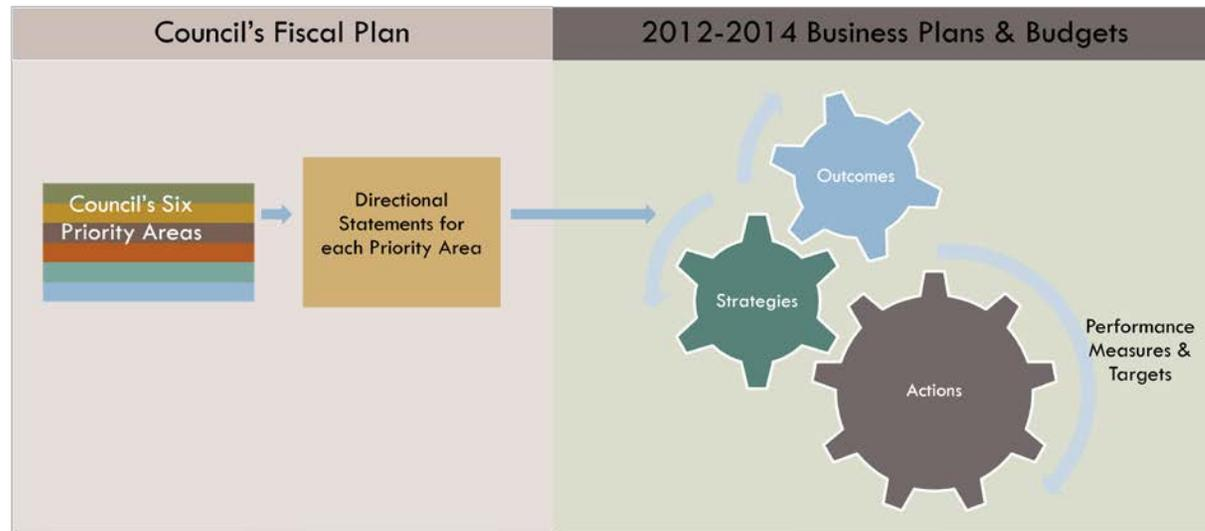 Council's Fiscal Plan
2012-2014 Business Plans & Budgets
Council's Six
Priority Areas
Directional
Statements for
each Priority Area
Outcomes
Strategies
Actions
Performance
Measures &
Targets